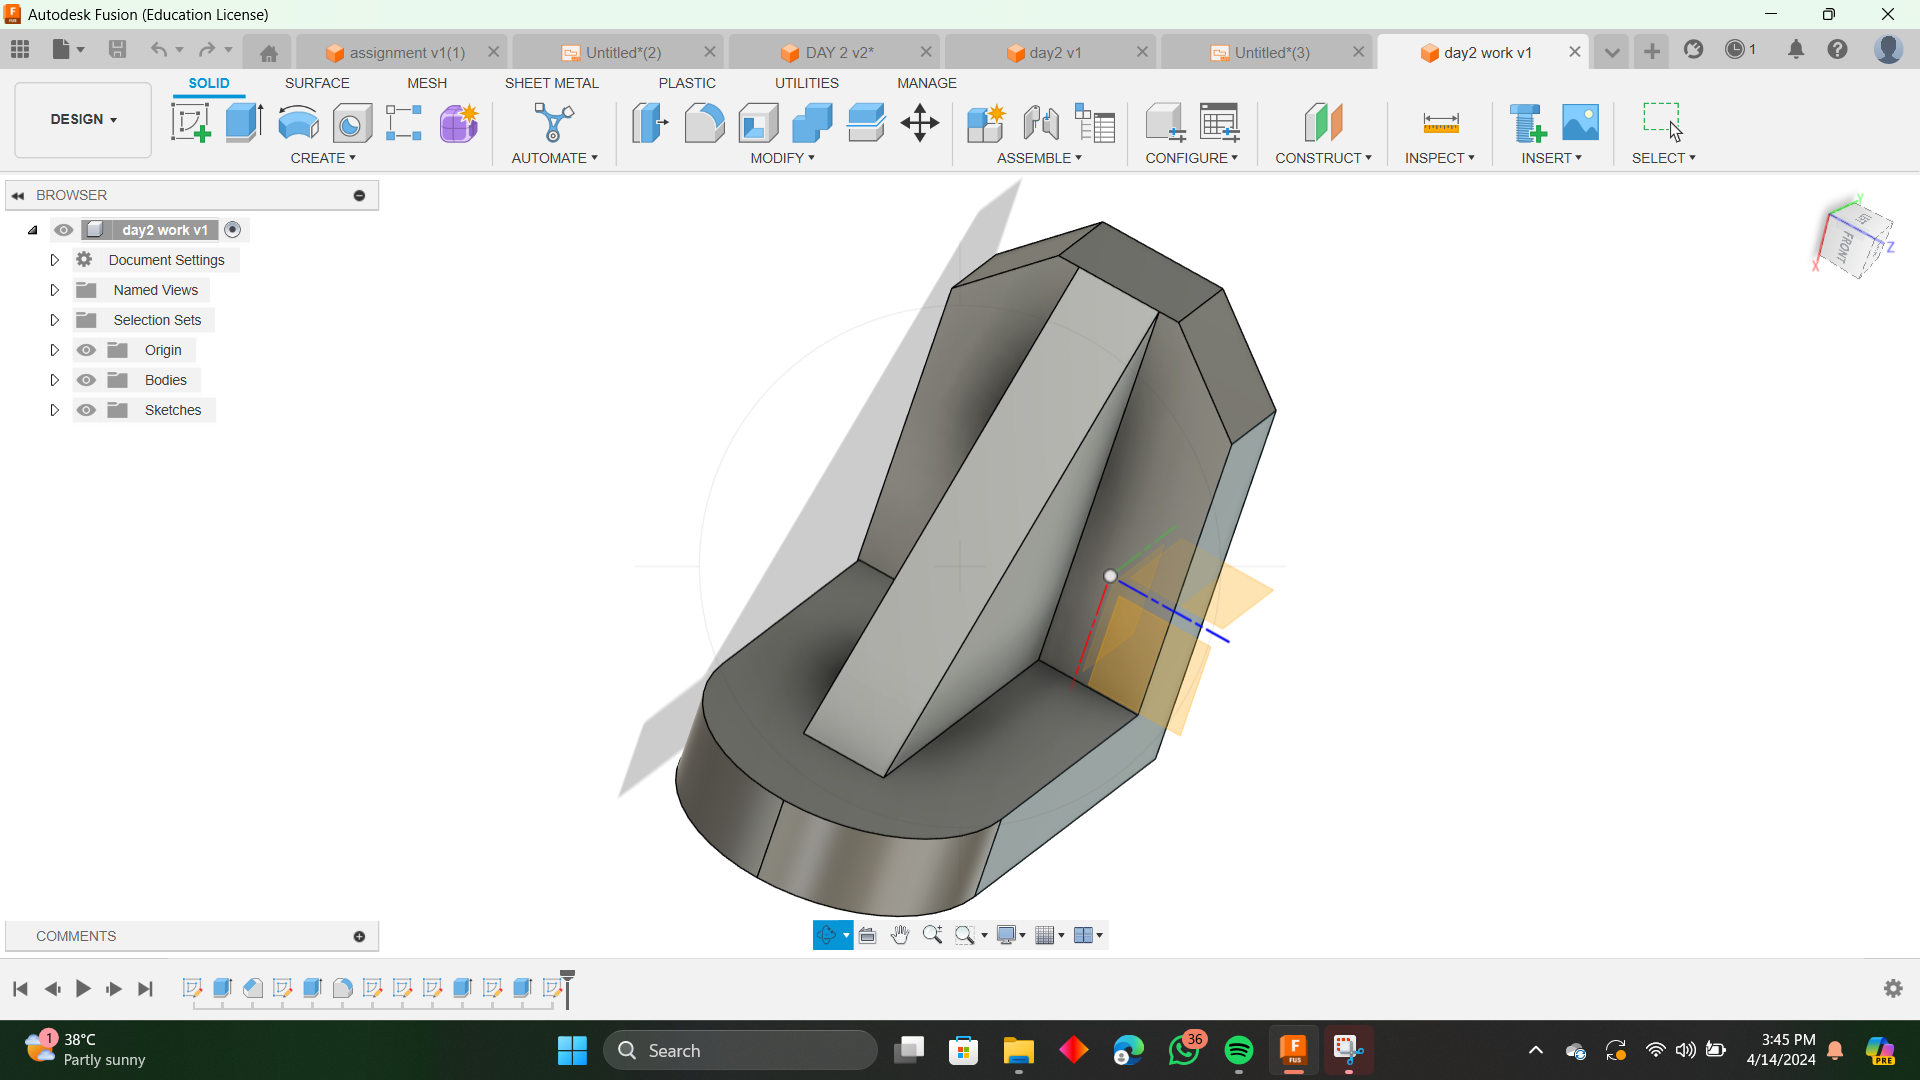 Autodesk Fusion (Education License)
assignment v1(1)
Untitled*(2)
DAY 2 v2*
day2 v1
Untitled*(3)
day2 work v1
1
DESIGN
SOLID
SURFACE
MESH
SHEET METAL
PLASTIC
UTILITIES
MANAGE
CREATE
AUTOMATE
MODIFY
ASSEMBLE
CONFIGURE
CONSTRUCT
INSPECT
INSERT
SELECT
BROWSER
day2 work v1
Document Settings
Named Views
Selection Sets
Origin
Bodies
Sketches
Y
FRONT
Z
X
COMMENTS
1
38°C
Partly sunny
Search
36
F
FUS
3:45 PM
4/14/2024
PRE